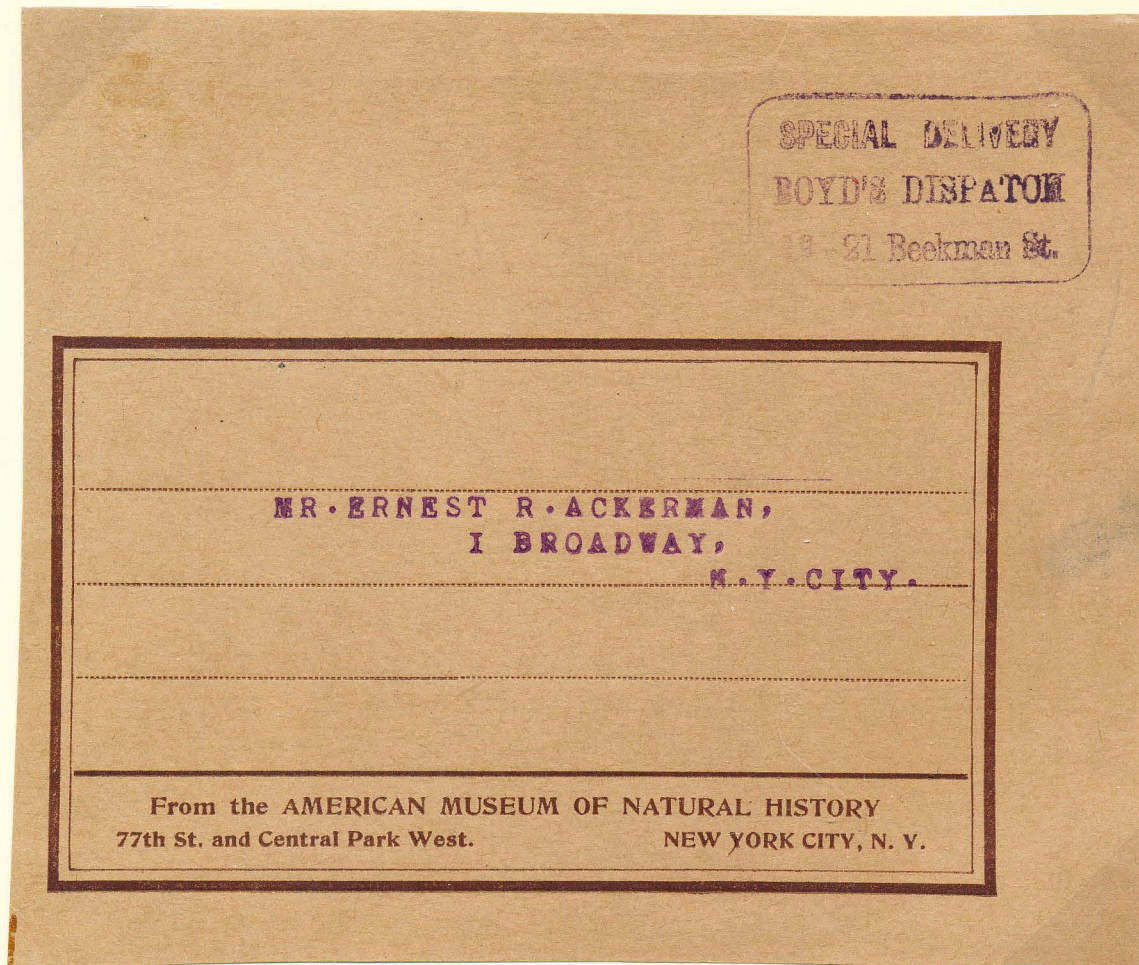 SPECIAL DELIVERY
BOYD'S DISPATCH
21 Beekman St.
MR. ERNEST R. ACKERMAN,
I BROADWAY,
N.Y. CITY.
From the AMERICAN MUSEUM OF NATURAL HISTORY
77th St. and Central Park West. NEW YORK CITY, N. Y.